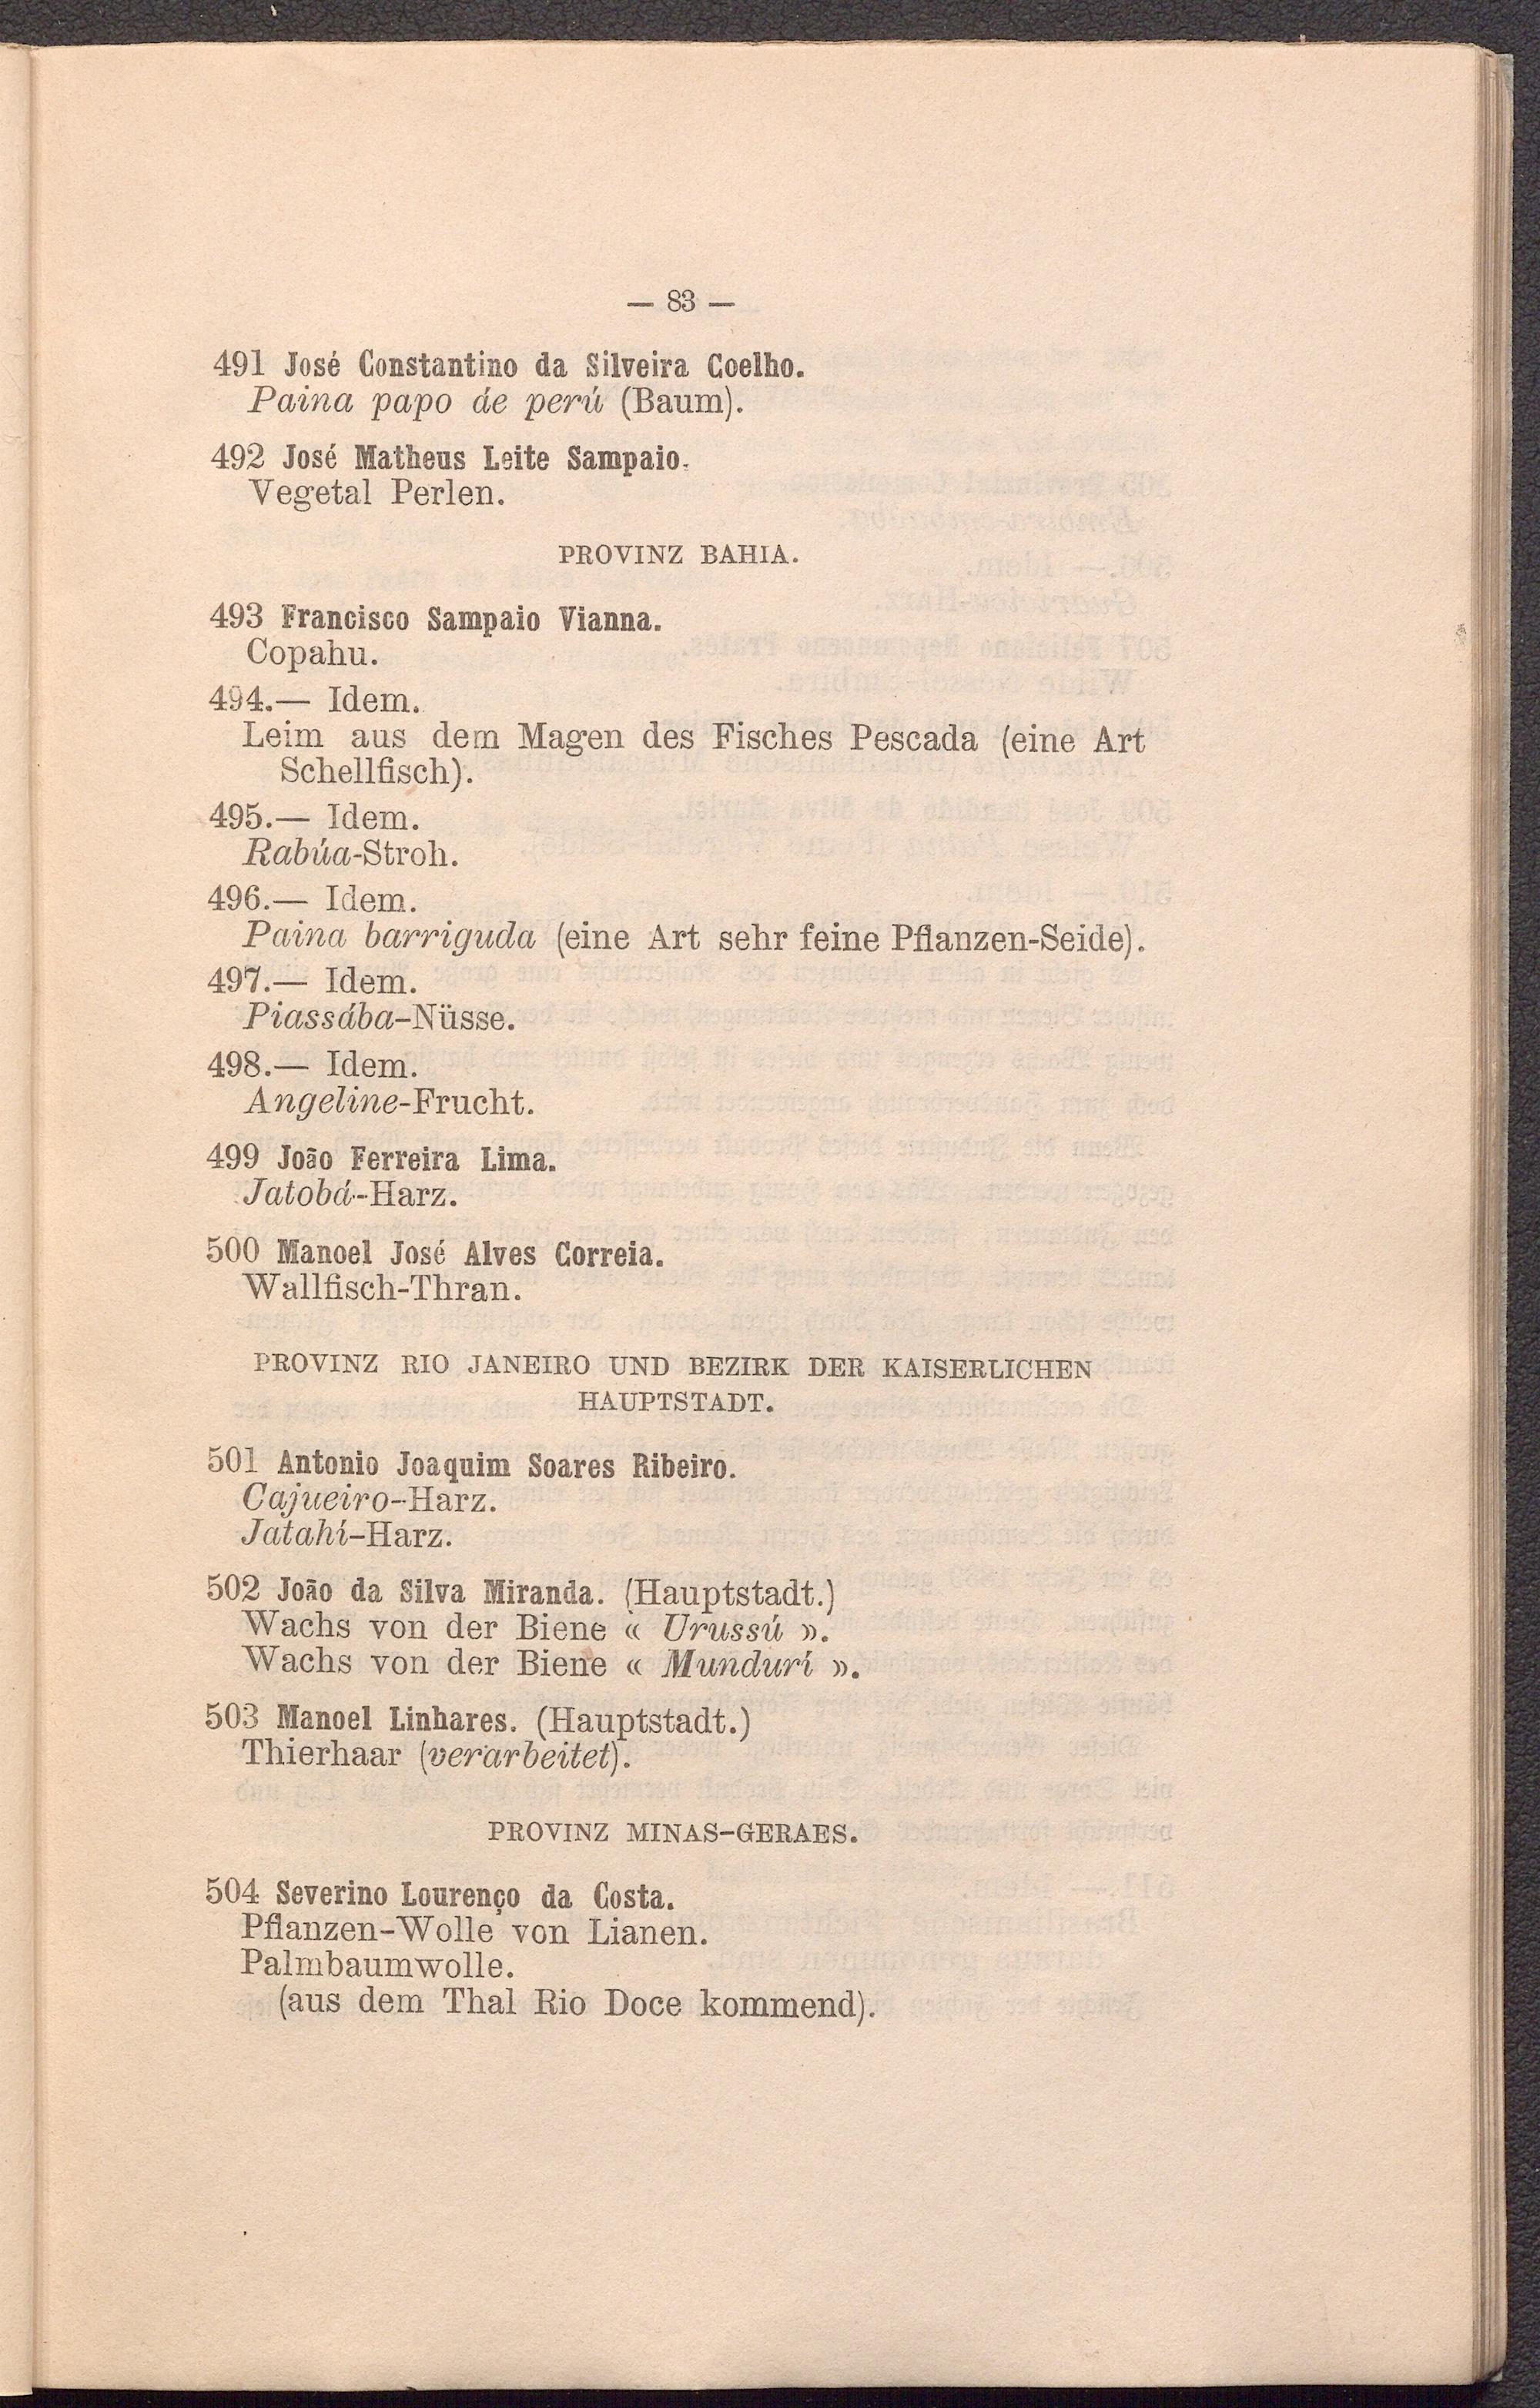 — 83 —
491 José Constantino da Silveira Coelho.
Paina papo de perú (Baum).
492 José Matheus Leite Sampaio.
Vegetal Perlen.
PROVINZ BAHIA.
493 Francisco Sampaio Vianna.
Copahu.
494.— Idem.
Leim aus dem Magen des Fisches Pescada (eine Art
Schellfisch).
495.— Idem.
Rabúa-Stroh.
496.— Idem.
Paina barriguda (eine Art sehr feine Pflanzen-Seide).
497.— Idem.
Piassába-Nüsse.
498.— Idem.
Angeline-Frucht.
499 João Ferreira Lima.
Jatobá-Harz.
500 Manoel José Alves Correia.
Wallfisch-Thran.
PROVINZ RIO JANEIRO UND BEZIRK DER KAISERLICHEN
HAUPTSTADT.
501 Antonio Joaquim Soares Ribeiro.
Cajueiro-Harz.
Jatahí-Harz.
502 João da Silva Miranda. (Hauptstadt.)
Wachs von der Biene « Urussú ».
Wachs von der Biene « Mundurí ».
503 Manoel Linhares. (Hauptstadt.)
Thierhaar (verarbeitet).
PROVINZ MINAS-GERAES.
504 Severino Lourenço da Costa.
Pflanzen-Wolle von Lianen.
Palmbaumwolle.
(aus dem Thal Rio Doce kommend).